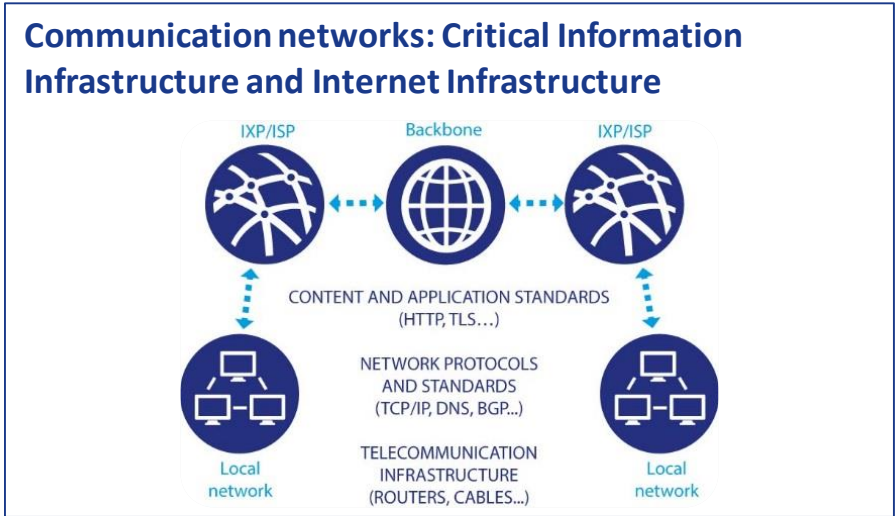 Communication networks: Critical Information
Infrastructure and Internet Infrastructure
IXP/ISP
Backbone
IXP/ISP
CONTENT AND APPLICATION STANDARDS
(HTTP, TLS...)
NETWORK PROTOCOLS
AND STANDARDS
(TCP/IP, DNS, BGP...)
TELECOMMUNICATION
INFRASTRUCTURE
(ROUTERS, CABLES...)
Local
network
Local
network